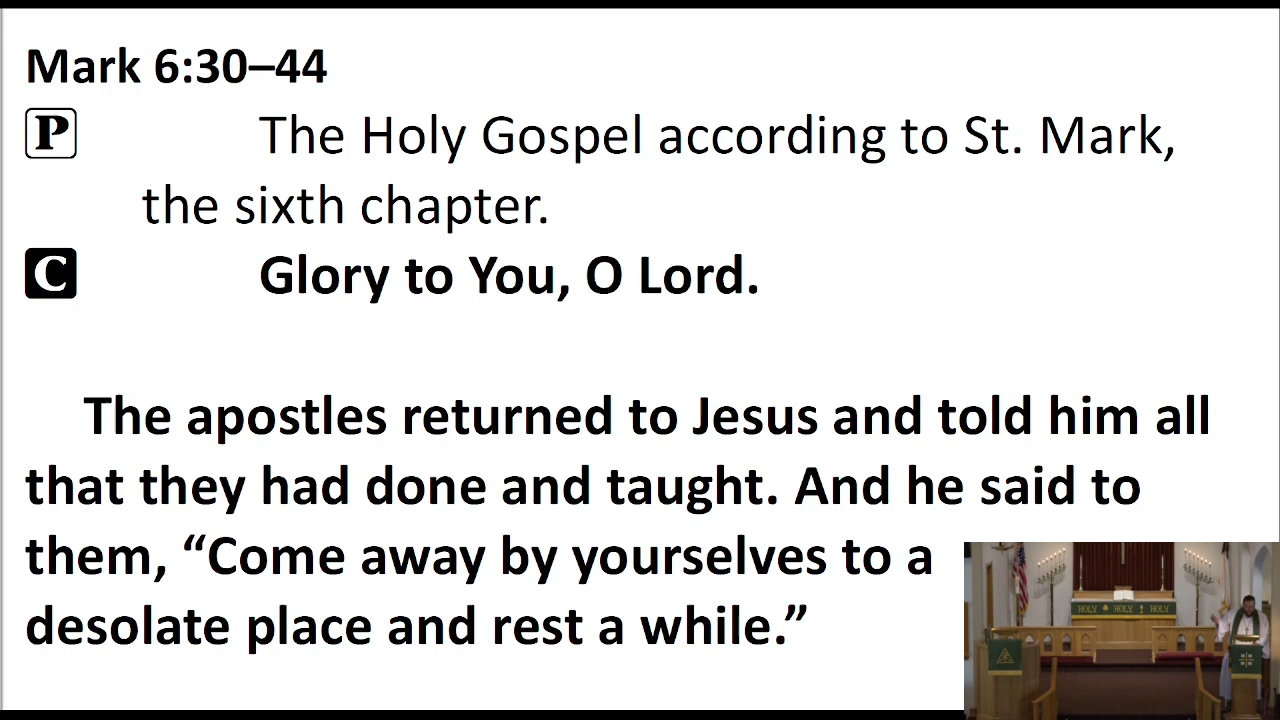 Mark 6:30–44
P The Holy Gospel according to St. Mark,
the sixth chapter.
C Glory to You, O Lord.
The apostles returned to Jesus and told him all
that they had done and taught. And he said to
them, “Come away by yourselves to a
desolate place and rest a while.”
HOLY HOLY HOLY